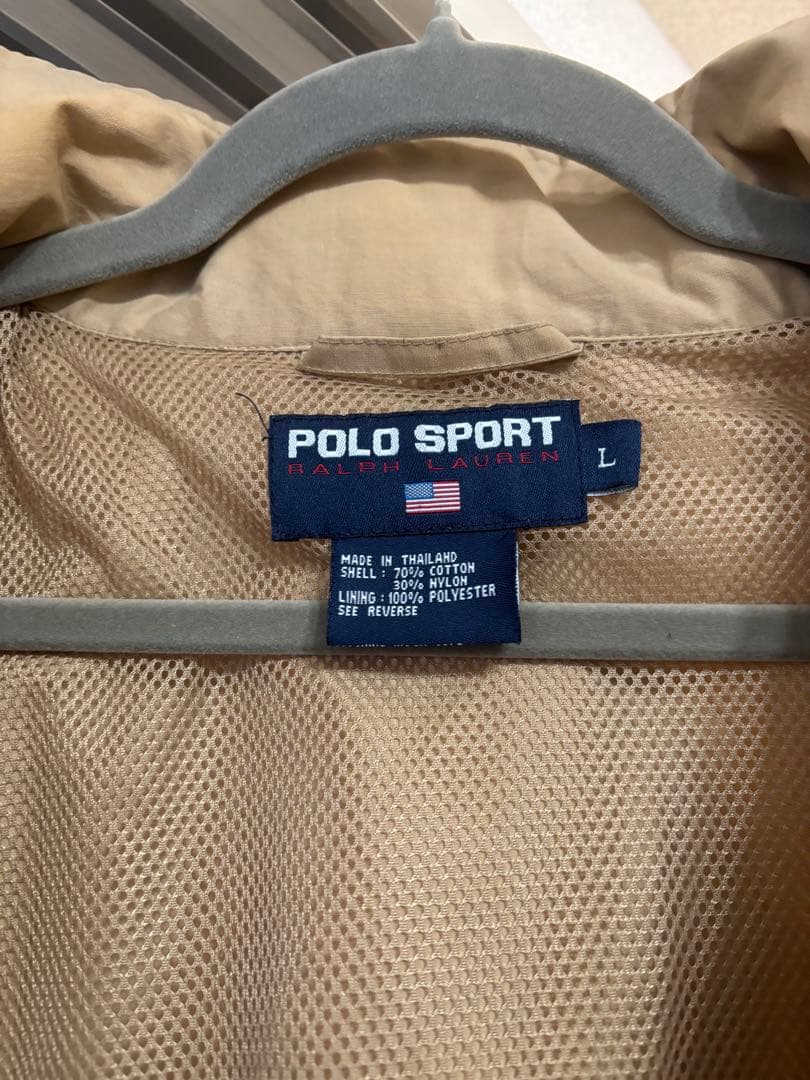 POLO SPORT
RALPH LAUREN
L
MADE IN THAILAND
SHELL : 70% COTTON
30% NYLON
LINING : 100% POLYESTER
SEE REVERSE